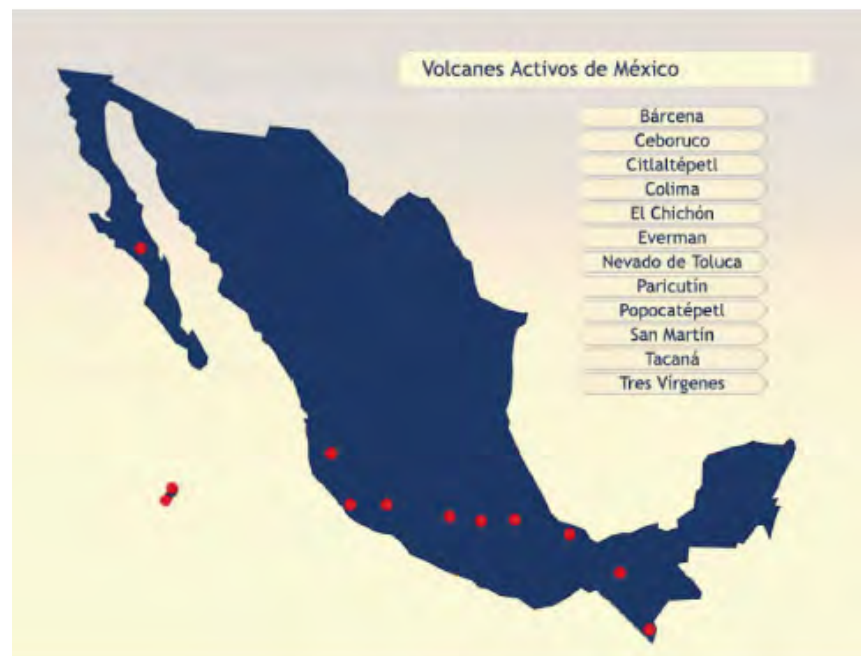 Volcanes Activos de México
Bárcena
Ceboruco
Citlaltépetl
Colima
El Chichón
Everman
Nevado de Toluca
Paricutín
Popocatépetl
San Martín
Tacaná
Tres Vírgenes